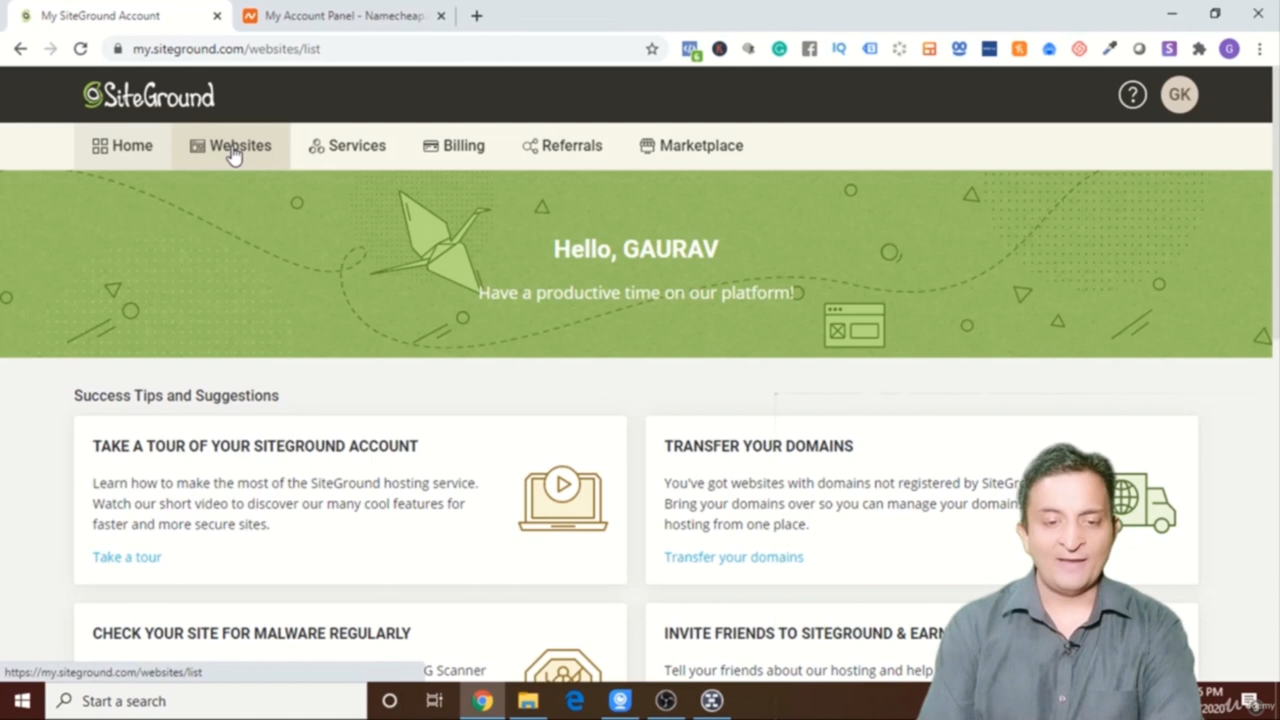 My SiteGround Account
My Account Panel - Namecheap
my.siteground.com/websites/list
6
IQ
S
G
SiteGround
?
GK
Home
Websites
Services
Billing
Referrals
Marketplace
Hello, GAURAV
Have a productive time on our platform!
Success Tips and Suggestions
TAKE A TOUR OF YOUR SITEGROUND ACCOUNT
Learn how to make the most of the SiteGround hosting service.
Watch our short video to discover our many cool features for
faster and more secure sites.
Take a tour
TRANSFER YOUR DOMAINS
You've got websites with domains not registered by SiteGr
Bring your domains over so you can manage your domain
hosting from one place.
Transfer your domains
CHECK YOUR SITE FOR MALWARE REGULARLY
G Scanner
INVITE FRIENDS TO SITEGROUND & EARN
Tell your friends about our hosting and help
https://my.siteground.com/websites/list
Start a search
PM
2020